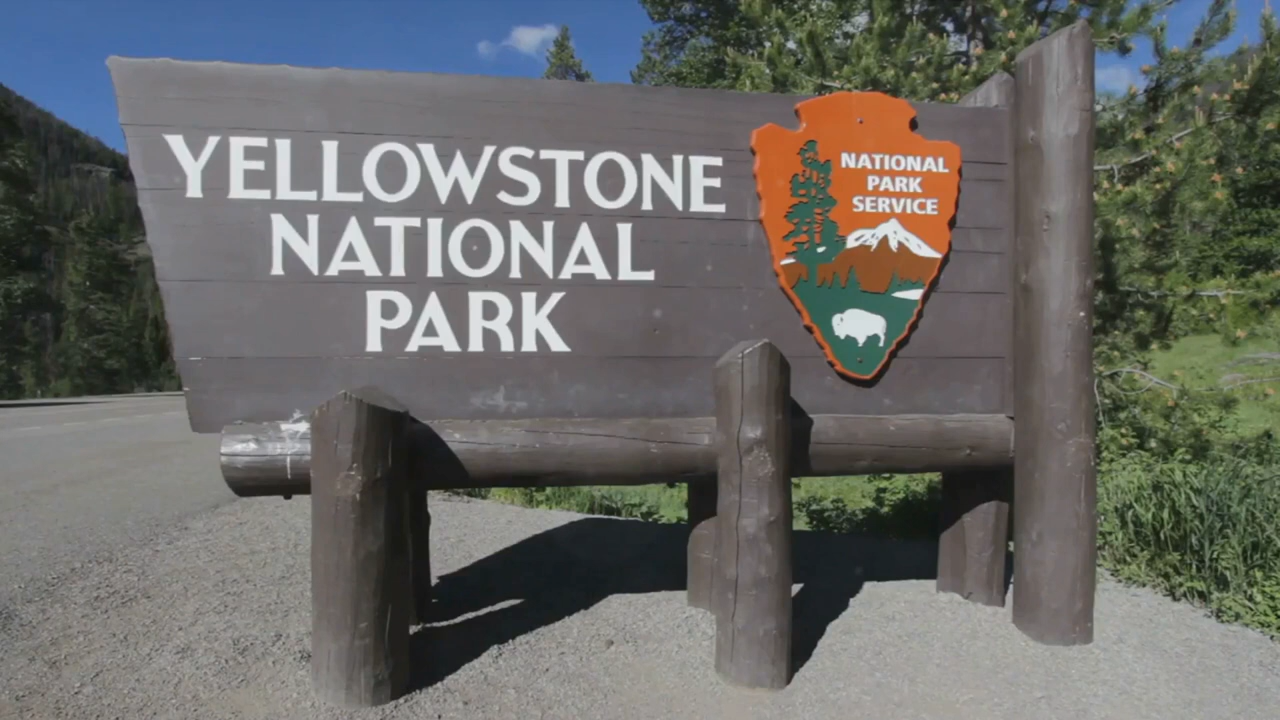 YELLOWSTONE
NATIONAL
PARK
NATIONAL
PARK
SERVICE